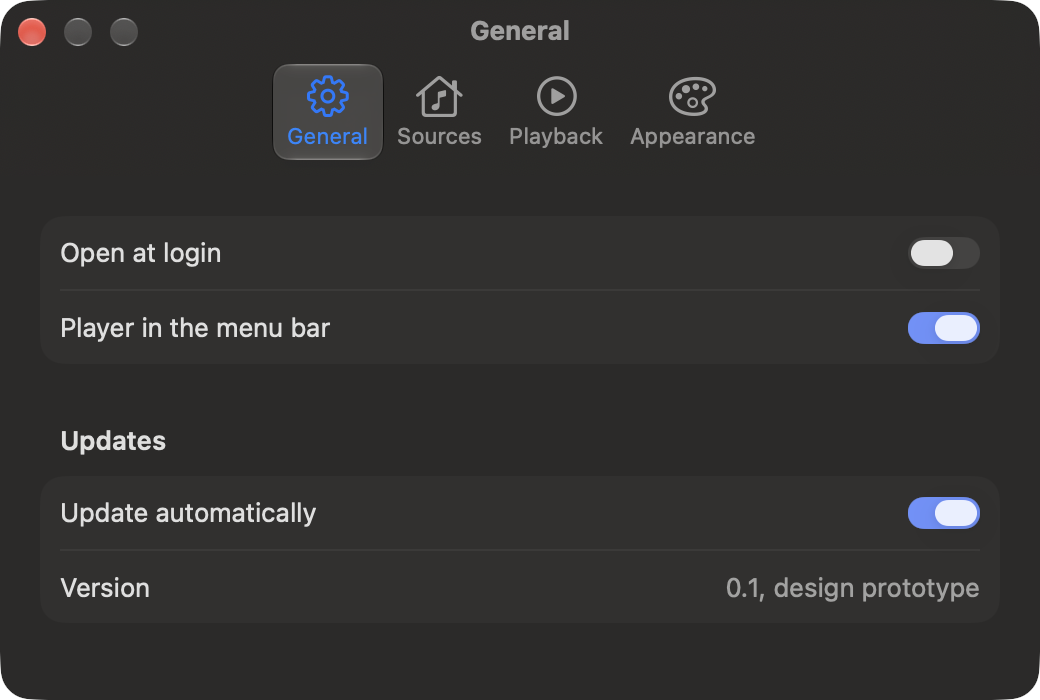 General
General
Sources
Playback
Appearance
Open at login
Player in the menu bar
Updates
Update automatically
Version
0.1, design prototype